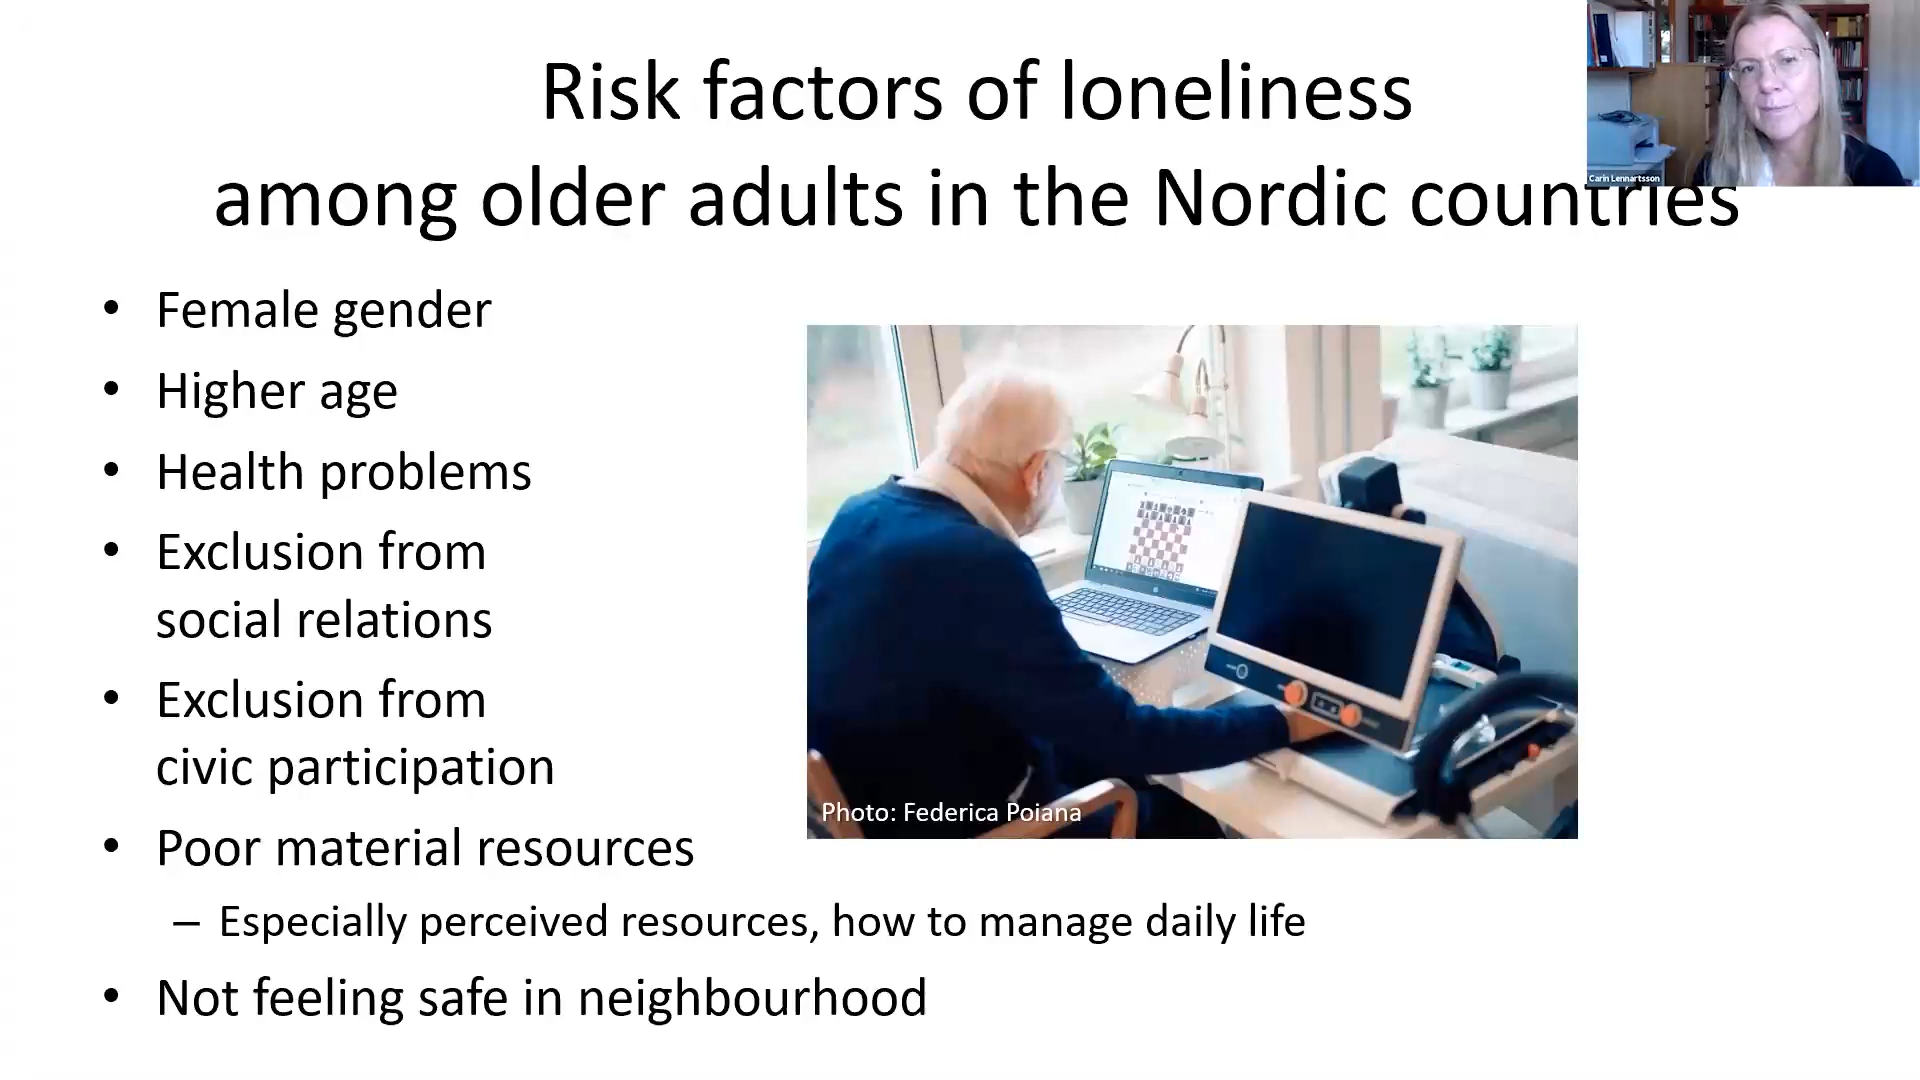 Risk factors of loneliness
among older adults in the Nordic countries
Carin Lennartsson
• Female gender
• Higher age
• Health problems
• Exclusion from
social relations
• Exclusion from
civic participation
• Poor material resources
– Especially perceived resources, how to manage daily life
• Not feeling safe in neighbourhood
Photo: Federica Poiana